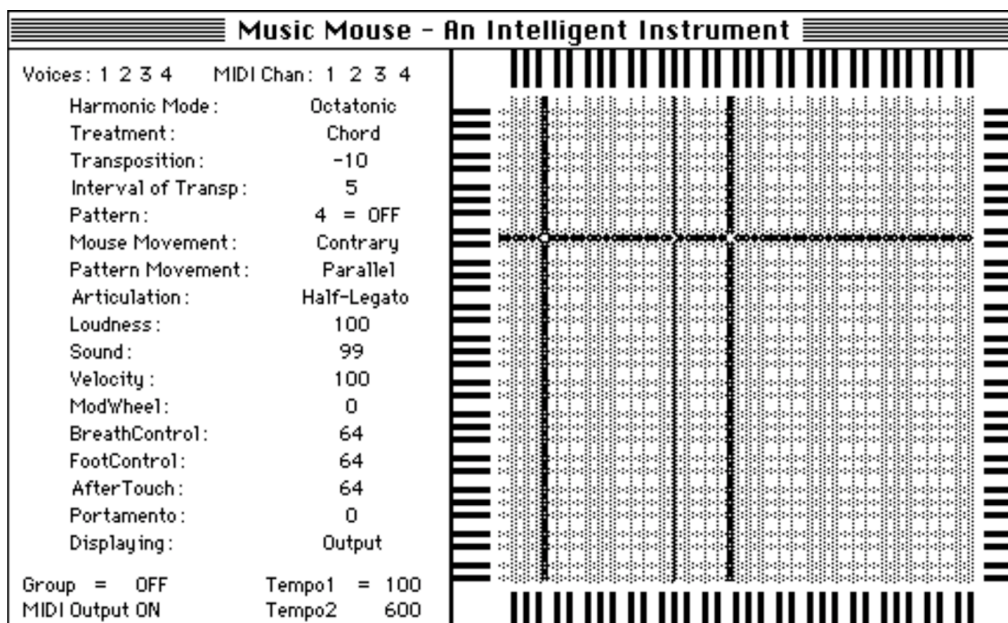 Music Mouse - An Intelligent Instrument
Voices: 1 2 3 4 MIDI Chan: 1 2 3 4
Harmonic Mode: Octatonic
Treatment: Chord
Transposition: -10
Interval of Transp: 5
Pattern: 4 = OFF
Mouse Movement: Contrary
Pattern Movement: Parallel
Articulation: Half-Legato
Loudness: 100
Sound: 99
Velocity: 100
ModWheel: 0
BreathControl: 64
FootControl: 64
AfterTouch: 64
Portamento: 0
Displaying: Output
Group = OFF Tempo1 = 100
MIDI Output ON Tempo2 600